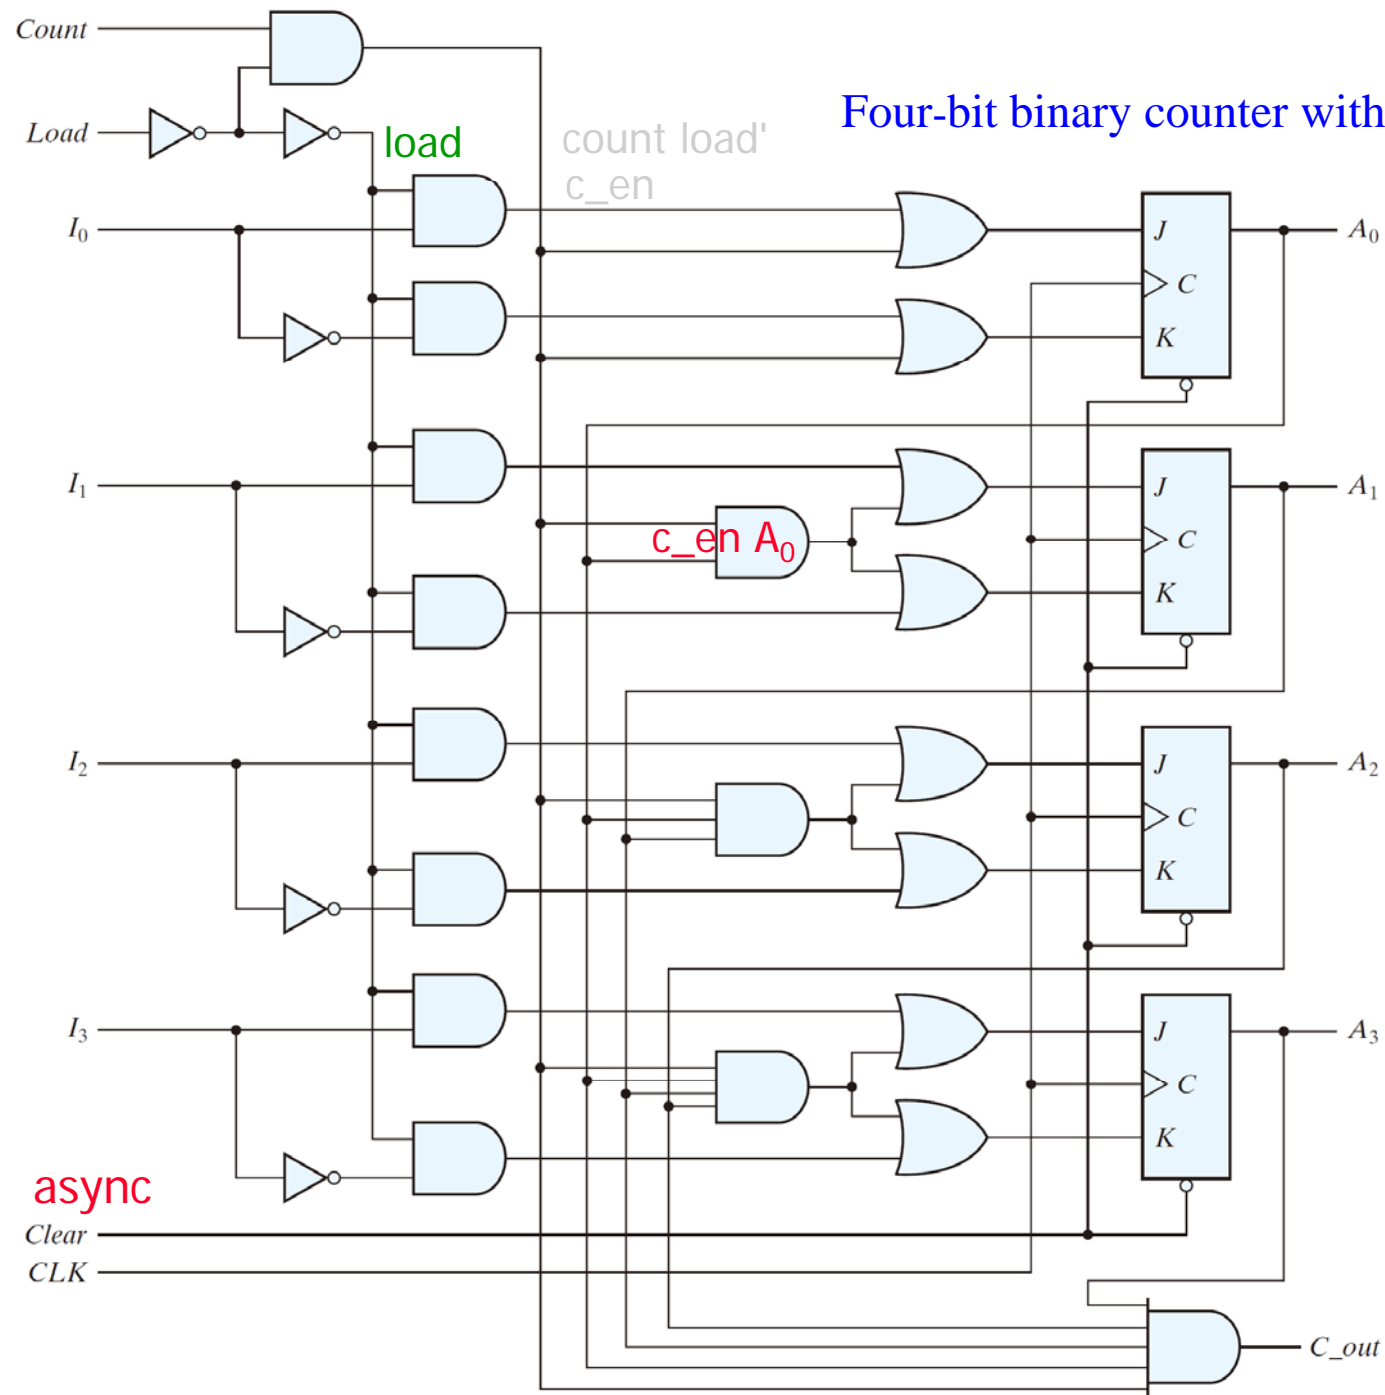 Count
Four-bit binary counter with
Load
load
count load'
c_en
I0
J
A0
C
K
I1
J
A1
c_en A0
C
K
I2
J
A2
C
K
I3
J
A3
C
K
async
Clear
CLK
C_out